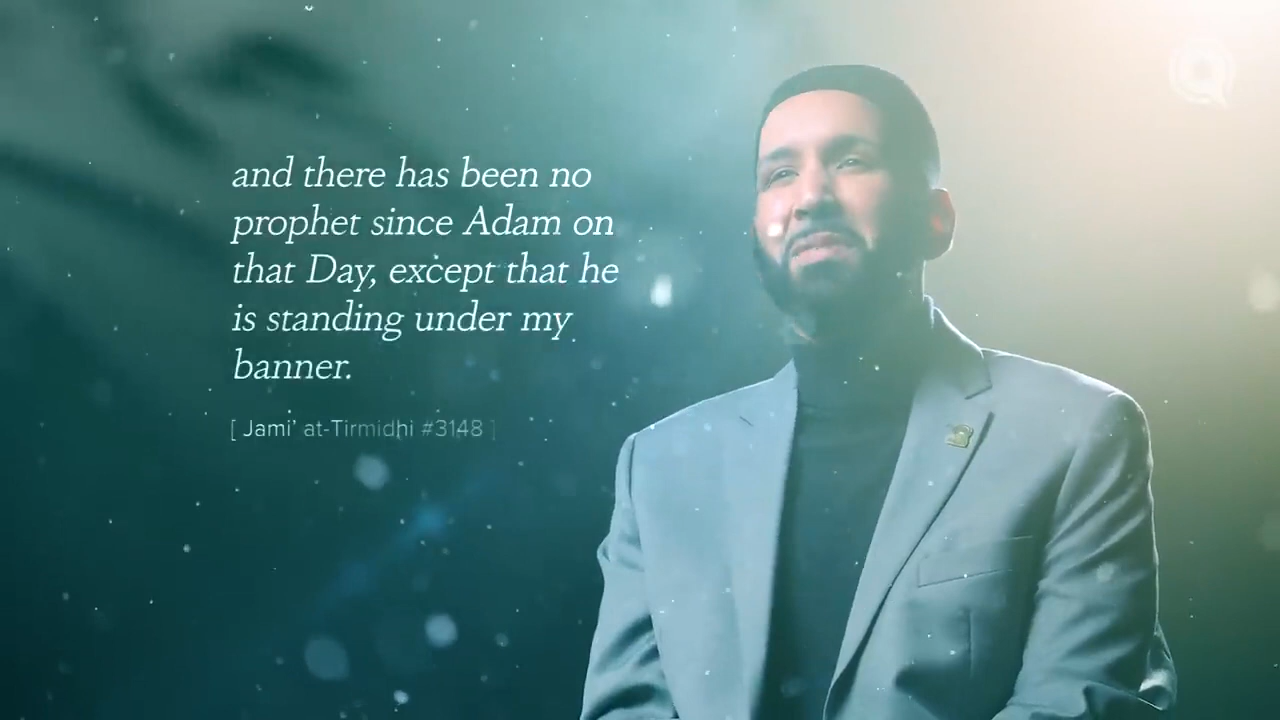 and there has been no
prophet since Adam on
that Day, except that he
is standing under my
banner.
[ Jami' at-Tirmidhi #3148 ]